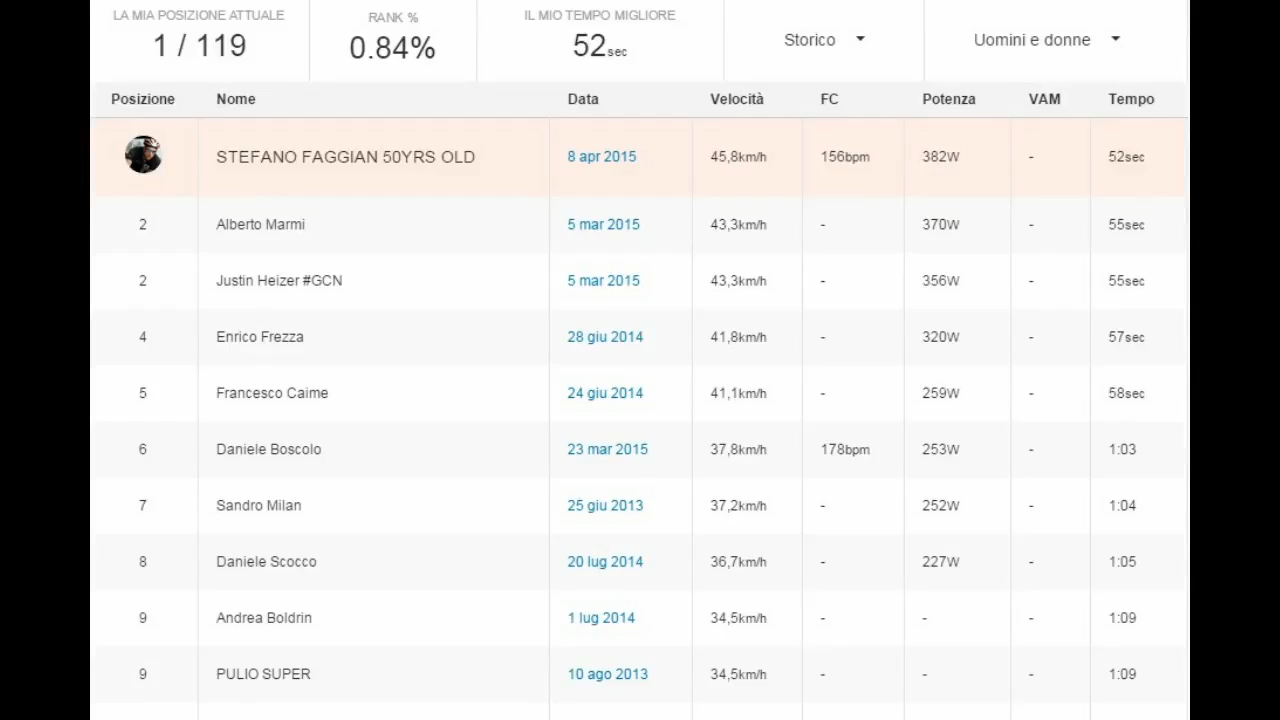 LA MIA POSIZIONE ATTUALE RANK % IL MIO TEMPO MIGLIORE
1 / 119 0.84% 52sec Storico Uomini e donne
Posizione Nome Data Velocità FC Potenza VAM Tempo
STEFANO FAGGIAN 50YRS OLD 8 apr 2015 45,8km/h 156bpm 382W - 52sec
2 Alberto Marmi 5 mar 2015 43,3km/h - 370W - 55sec
2 Justin Heizer #GCN 5 mar 2015 43,3km/h - 356W - 55sec
4 Enrico Frezza 28 giu 2014 41,8km/h - 320W - 57sec
5 Francesco Caime 24 giu 2014 41,1km/h - 259W - 58sec
6 Daniele Boscolo 23 mar 2015 37,8km/h 178bpm 253W - 1:03
7 Sandro Milan 25 giu 2013 37,2km/h - 252W - 1:04
8 Daniele Scocco 20 lug 2014 36,7km/h - 227W - 1:05
9 Andrea Boldrin 1 lug 2014 34,5km/h - - - 1:09
9 PULIO SUPER 10 ago 2013 34,5km/h - - - 1:09